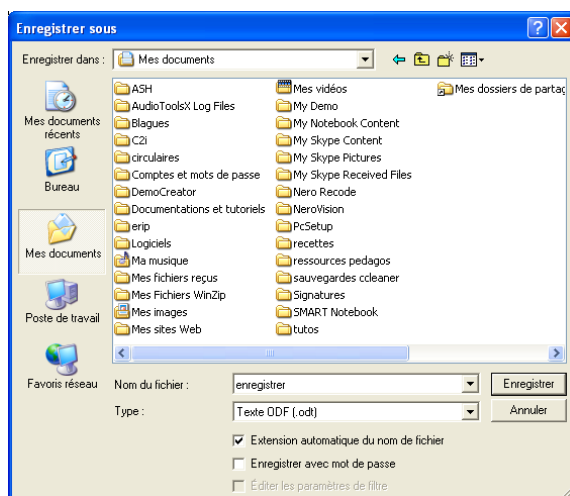 Enregistrer sous
Enregistrer dans :
Mes documents
Mes documents récents
Bureau
Mes documents
Poste de travail
Favoris réseau
ASH
AudioToolsX Log Files
Blagues
C2i
circulaires
Comptes et mots de passe
DemoCreator
Documentations et tutoriels
erip
Logiciels
Ma musique
Mes fichiers reçus
Mes Fichiers WinZip
Mes images
Mes sites Web
Mes vidéos
My Demo
My Notebook Content
My Skype Content
My Skype Pictures
My Skype Received Files
Nero Recode
NeroVision
PcSetup
recettes
ressources pedagos
sauvegardes ccleaner
Signatures
SMART Notebook
tutos
Mes dossiers de partag
Nom du fichier :
enregistrer
Enregistrer
Type :
Texte ODF (.odt)
Annuler
Extension automatique du nom de fichier
Enregistrer avec mot de passe
Éditer les paramètres de filtre